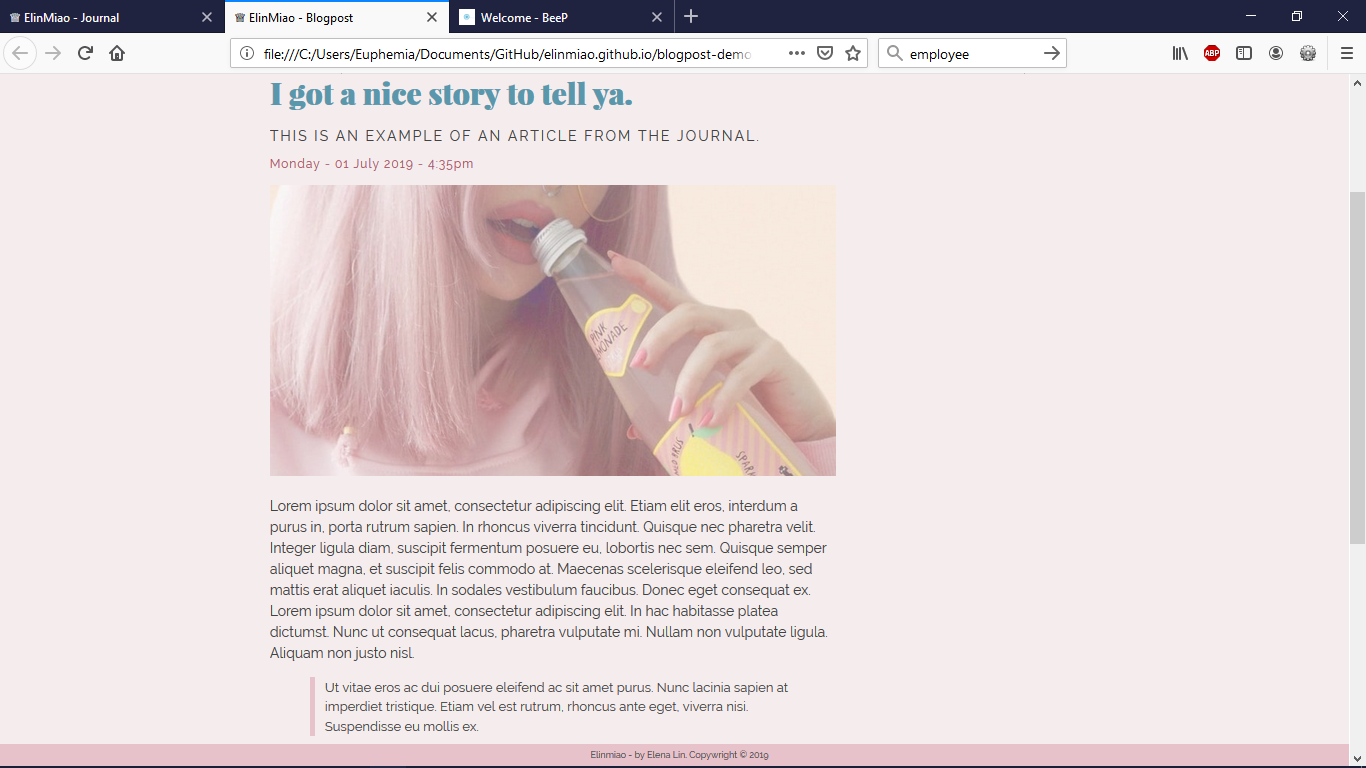 ElinMiao - Journal
ElinMiao - Blogpost
Welcome - BeeP
file:///C:/Users/Euphemia/Documents/GitHub/elinmiao.github.io/blogpost-demo
employee
ABP
I got a nice story to tell ya.
THIS IS AN EXAMPLE OF AN ARTICLE FROM THE JOURNAL.
Monday - 01 July 2019 - 4:35pm
PINK
LEMONADE
Lorem ipsum dolor sit amet, consectetur adipiscing elit. Etiam elit eros, interdum a
purus in, porta rutrum sapien. In rhoncus viverra tincidunt. Quisque nec pharetra velit.
Integer ligula diam, suscipit fermentum posuere eu, lobortis nec sem. Quisque semper
aliquet magna, et suscipit felis commodo at. Maecenas scelerisque eleifend leo, sed
mattis erat aliquet iaculis. In sodales vestibulum faucibus. Donec eget consequat ex.
Lorem ipsum dolor sit amet, consectetur adipiscing elit. In hac habitasse platea
dictumst. Nunc ut consequat lacus, pharetra vulputate mi. Nullam non vulputate ligula.
Aliquam non justo nisl.
Ut vitae eros ac dui posuere eleifend ac sit amet purus. Nunc lacinia sapien at
imperdiet tristique. Etiam vel est rutrum, rhoncus ante eget, viverra nisi.
Suspendisse eu mollis ex.
Elinmiao - by Elena Lin. Copywright © 2019